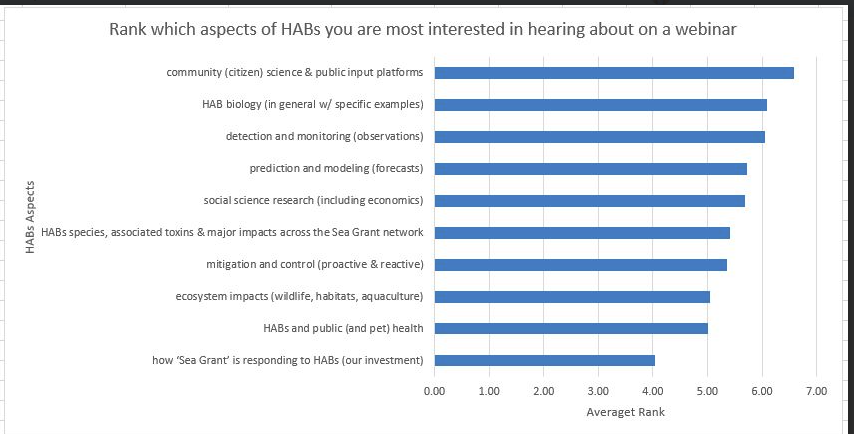 Rank which aspects of HABs you are most interested in hearing about on a webinar
community (citizen) science & public input platforms
HAB biology (in general w/ specific examples)
detection and monitoring (observations)
prediction and modeling (forecasts)
social science research (including economics)
HABs species, associated toxins & major impacts across the Sea Grant network
mitigation and control (proactive & reactive)
ecosystem impacts (wildlife, habitats, aquaculture)
HABs and public (and pet) health
how ‘Sea Grant’ is responding to HABs (our investment)
HABs Aspects
0.00 1.00 2.00 3.00 4.00 5.00 6.00 7.00
Averaget Rank